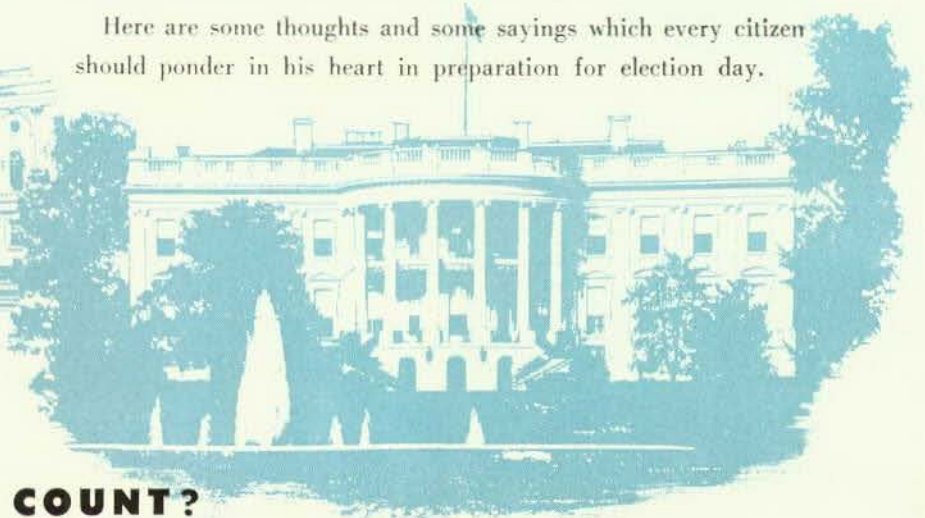 Here are some thoughts and some sayings which every citizen
should ponder in his heart in preparation for election day.
COUNT?